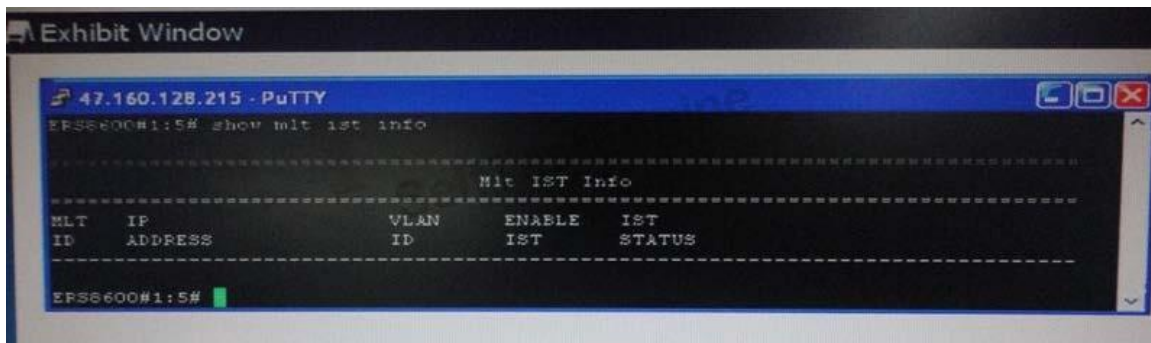 Exhibit Window
47.160.128.215 - PuTTY
ERS8600#1:5# show mlt ist info
================================================================================
Mlt IST Info
================================================================================
MLT IP VLAN ENABLE IST
ID ADDRESS ID IST STATUS
--------------------------------------------------------------------------------
ERS8600#1:5#